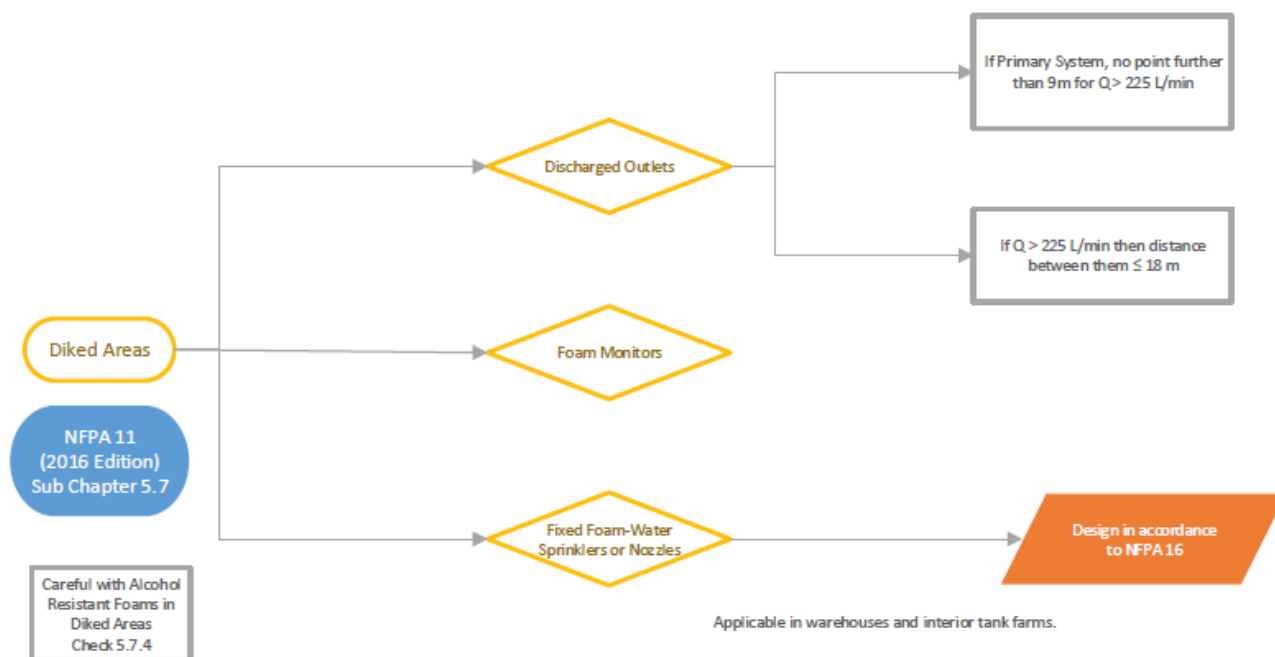 If Primary System, no point further
than 9m for Q > 225 L/min
Discharged Outlets
If Q > 225 L/min then distance
between them ≤ 18 m
Diked Areas
Foam Monitors
NFPA 11
(2016 Edition)
Sub Chapter 5.7
Fixed Foam-Water
Sprinklers or Nozzles
Design in accordance
to NFPA 16
Careful with Alcohol
Resistant Foams in
Diked Areas
Check 5.7.4
Applicable in warehouses and interior tank farms.